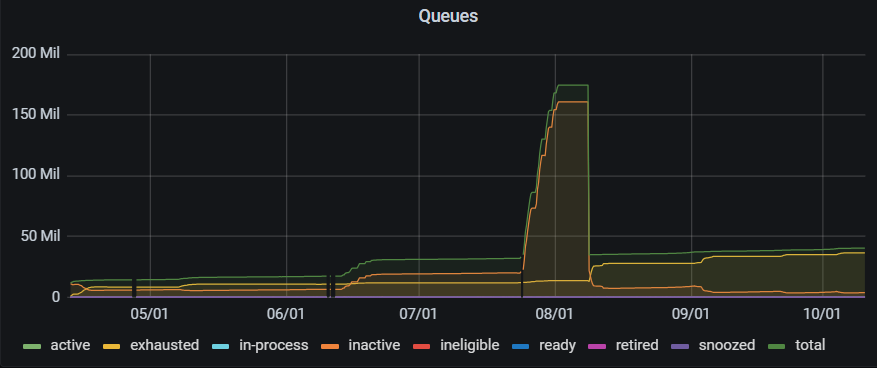 Queues
200 Mil
150 Mil
100 Mil
50 Mil
0
05/01 06/01 07/01 08/01 09/01 10/01
active exhausted in-process inactive ineligible ready retired snoozed total